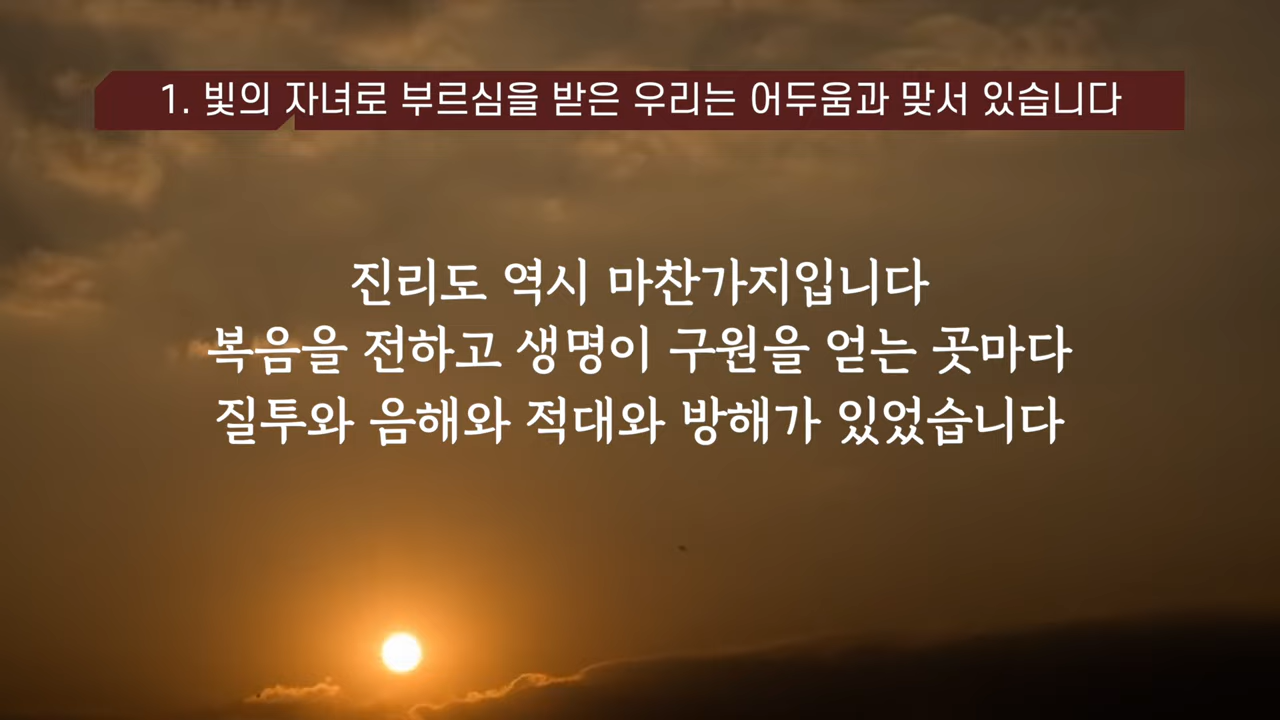 1. 빛의 자녀로 부르심을 받은 우리는 어두움과 맞서 있습니다
진리도 역시 마찬가지입니다
복음을 전하고 생명이 구원을 얻는 곳마다
질투와 음해와 적대와 방해가 있었습니다